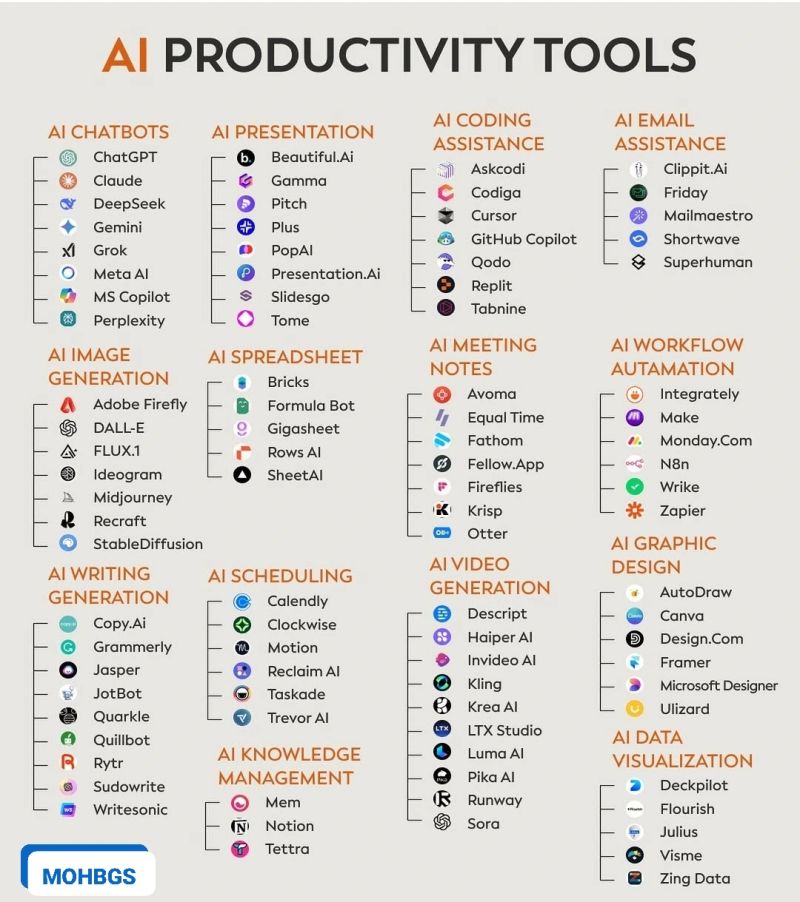 AI PRODUCTIVITY TOOLS
AI CHATBOTS
ChatGPT
Claude
DeepSeek
Gemini
Grok
Meta AI
MS Copilot
Perplexity
AI PRESENTATION
Beautiful.Ai
Gamma
Pitch
Plus
PopAI
Presentation.Ai
Slidesgo
Tome
AI CODING
ASSISTANCE
Askcodi
Codiga
Cursor
GitHub Copilot
Qodo
Replit
Tabnine
AI EMAIL
ASSISTANCE
Clippit.Ai
Friday
Mailmaestro
Shortwave
Superhuman
AI IMAGE
GENERATION
Adobe Firefly
DALL-E
FLUX.1
Ideogram
Midjourney
Recraft
StableDiffusion
AI SPREADSHEET
Bricks
Formula Bot
Gigasheet
Rows AI
SheetAI
AI MEETING
NOTES
Avoma
Equal Time
Fathom
Fellow.App
Fireflies
Krisp
Otter
AI WORKFLOW
AUTAMATION
Integrately
Make
Monday.Com
N8n
Wrike
Zapier
AI WRITING
GENERATION
Copy.Ai
Grammerly
Jasper
JotBot
Quarkle
Quillbot
Rytr
Sudowrite
Writesonic
AI SCHEDULING
Calendly
Clockwise
Motion
Reclaim AI
Taskade
Trevor AI
AI KNOWLEDGE
MANAGEMENT
Mem
Notion
Tettra
AI VIDEO
GENERATION
Descript
Haiper AI
Invideo AI
Kling
Krea AI
LTX Studio
Luma AI
Pika AI
Runway
Sora
AI GRAPHIC
DESIGN
AutoDraw
Canva
Design.Com
Framer
Microsoft Designer
Ulizard
AI DATA
VISUALIZATION
Deckpilot
Flourish
Julius
Visme
Zing Data
MOHBGS